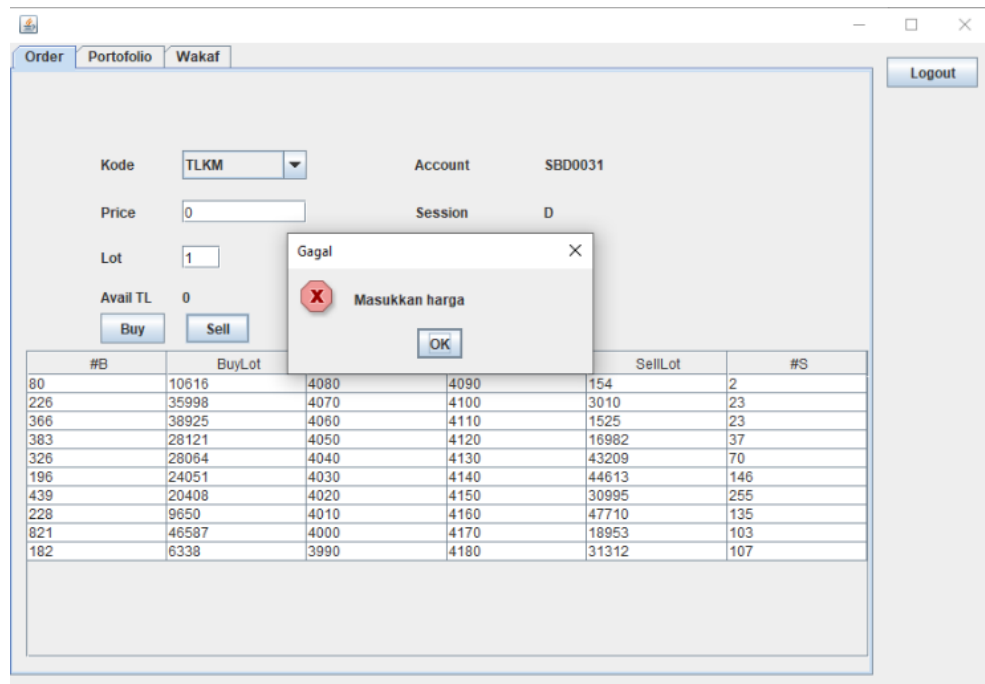 Order Portofolio Wakaf
Logout
Kode TLKM Account SBD0031
Price 0 Session D
Lot 1
Gagal
Masukkan harga
OK
Avail TL 0
Buy Sell
#B BuyLot SellLot #S
80 10616 4080 4090 154 2
226 35998 4070 4100 3010 23
366 38925 4060 4110 1525 23
383 28121 4050 4120 16982 37
326 28064 4040 4130 43209 70
196 24051 4030 4140 44613 146
439 20408 4020 4150 30995 255
228 9650 4010 4160 47710 135
821 46587 4000 4170 18953 103
182 6338 3990 4180 31312 107